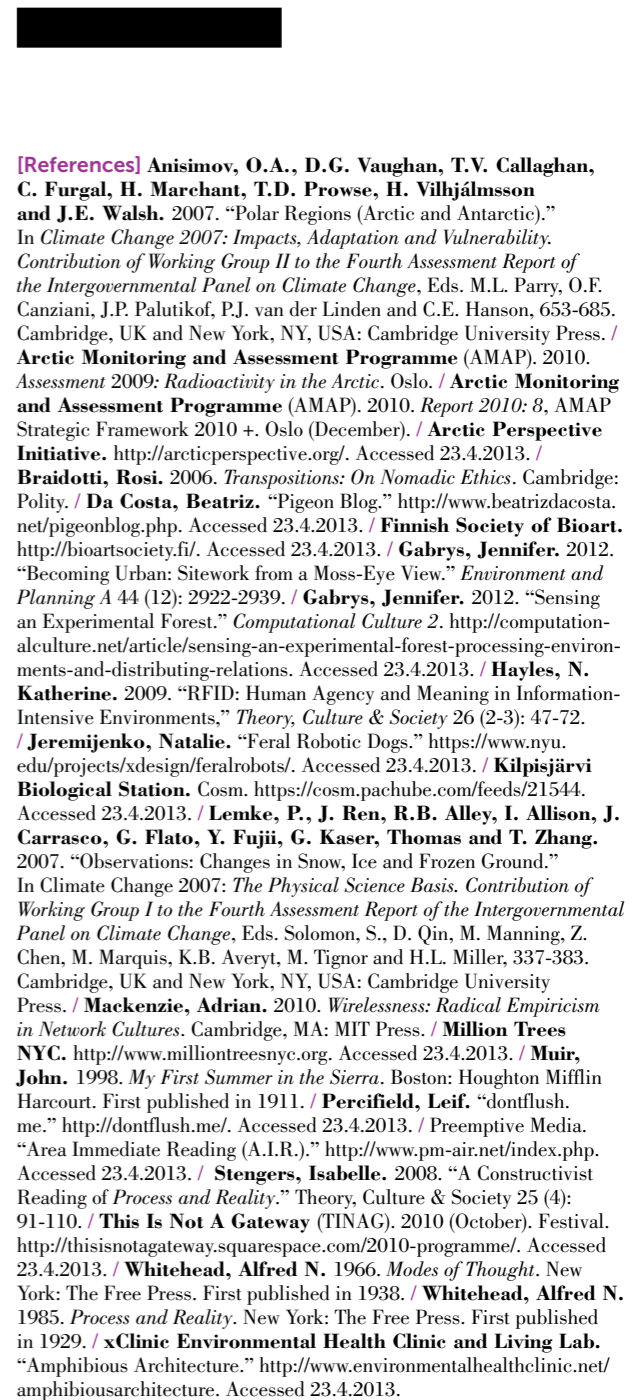 [References] Anisimov, O.A., D.G. Vaughan, T.V. Callaghan,
C. Furgal, H. Marchant, T.D. Prowse, H. Vilhjálmsson
and J.E. Walsh. 2007. “Polar Regions (Arctic and Antarctic).”
In Climate Change 2007: Impacts, Adaptation and Vulnerability.
Contribution of Working Group II to the Fourth Assessment Report of
the Intergovernmental Panel on Climate Change, Eds. M.L. Parry, O.F.
Canziani, J.P. Palutikof, P.J. van der Linden and C.E. Hanson, 653-685.
Cambridge, UK and New York, NY, USA: Cambridge University Press. /
Arctic Monitoring and Assessment Programme (AMAP). 2010.
Assessment 2009: Radioactivity in the Arctic. Oslo. / Arctic Monitoring
and Assessment Programme (AMAP). 2010. Report 2010: 8, AMAP
Strategic Framework 2010 +. Oslo (December). / Arctic Perspective
Initiative. http://arcticperspective.org/. Accessed 23.4.2013. /
Braidotti, Rosi. 2006. Transpositions: On Nomadic Ethics. Cambridge:
Polity. / Da Costa, Beatriz. “Pigeon Blog.” http://www.beatrizdacosta.
net/pigeonblog.php. Accessed 23.4.2013. / Finnish Society of Bioart.
http://bioartsociety.fi/. Accessed 23.4.2013. / Gabrys, Jennifer. 2012.
“Becoming Urban: Sitework from a Moss-Eye View.” Environment and
Planning A 44 (12): 2922-2939. / Gabrys, Jennifer. 2012. “Sensing
an Experimental Forest.” Computational Culture 2. http://computation-
alculture.net/article/sensing-an-experimental-forest-processing-environ-
ments-and-distributing-relations. Accessed 23.4.2013. / Hayles, N.
Katherine. 2009. “RFID: Human Agency and Meaning in Information-
Intensive Environments,” Theory, Culture & Society 26 (2-3): 47-72.
/ Jeremijenko, Natalie. “Feral Robotic Dogs.” https://www.nyu.
edu/projects/xdesign/feralrobots/. Accessed 23.4.2013. / Kilpisjärvi
Biological Station. Cosm. https://cosm.pachube.com/feeds/21544.
Accessed 23.4.2013. / Lemke, P., J. Ren, R.B. Alley, I. Allison, J.
Carrasco, G. Flato, Y. Fujii, G. Kaser, Thomas and T. Zhang.
2007. “Observations: Changes in Snow, Ice and Frozen Ground.”
In Climate Change 2007: The Physical Science Basis. Contribution of
Working Group I to the Fourth Assessment Report of the Intergovernmental
Panel on Climate Change, Eds. Solomon, S., D. Qin, M. Manning, Z.
Chen, M. Marquis, K.B. Averyt, M. Tignor and H.L. Miller, 337-383.
Cambridge, UK and New York, NY, USA: Cambridge University
Press. / Mackenzie, Adrian. 2010. Wirelessness: Radical Empiricism
in Network Cultures. Cambridge, MA: MIT Press. / Million Trees
NYC. http://www.milliontreesnyc.org. Accessed 23.4.2013. / Muir,
John. 1998. My First Summer in the Sierra. Boston: Houghton Mifflin
Harcourt. First published in 1911. / Percifield, Leif. “dontflush.
me.” http://dontflush.me/. Accessed 23.4.2013. / Preemptive Media.
“Area Immediate Reading (A.I.R.).” http://www.pm-air.net/index.php.
Accessed 23.4.2013. / Stengers, Isabelle. 2008. “A Constructivist
Reading of Process and Reality.” Theory, Culture & Society 25 (4):
91-110. / This Is Not A Gateway (TINAG). 2010 (October). Festival.
http://thisisnotagateway.squarespace.com/2010-programme/. Accessed
23.4.2013. / Whitehead, Alfred N. 1966. Modes of Thought. New
York: The Free Press. First published in 1938. / Whitehead, Alfred N.
1985. Process and Reality. New York: The Free Press. First published
in 1929. / xClinic Environmental Health Clinic and Living Lab.
“Amphibious Architecture.” http://www.environmentalhealthclinic.net/
amphibiousarchitecture. Accessed 23.4.2013.